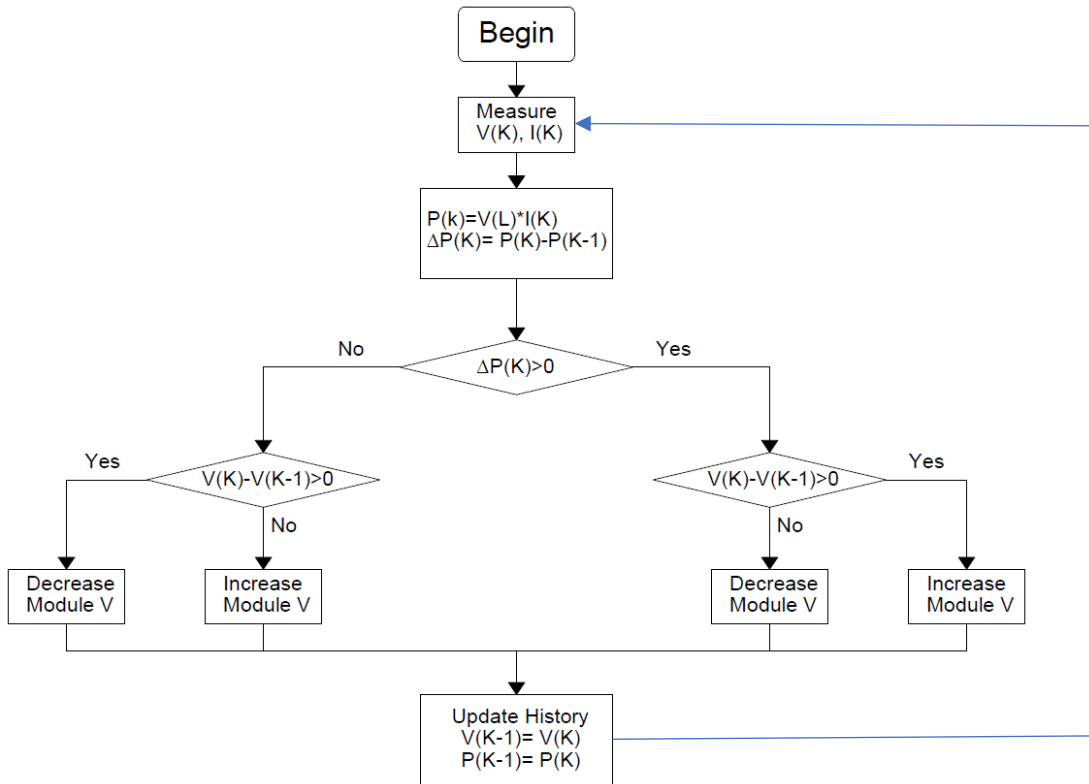 Begin
Measure
V(K), I(K)
P(k)=V(L)*I(K)
ΔP(K)= P(K)-P(K-1)
No
Yes
ΔP(K)>0
Yes
V(K)-V(K-1)>0
No
V(K)-V(K-1)>0
Yes
No
Decrease
Module V
Increase
Module V
Decrease
Module V
Increase
Module V
Update History
V(K-1)= V(K)
P(K-1)= P(K)